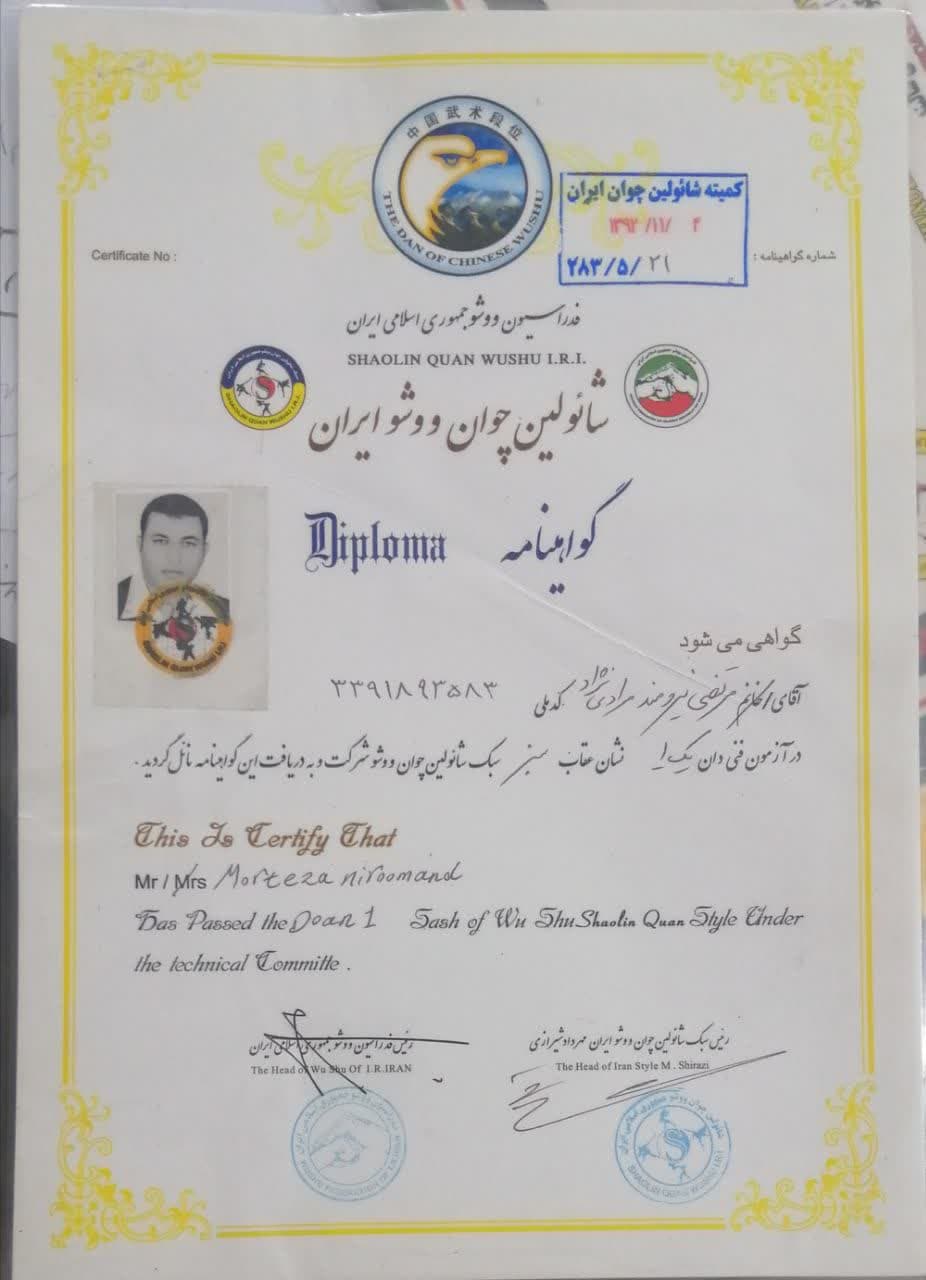 中国武术段位
THE DAN OF CHINESE WUSHU
کمیته شائولین چوان ایران
۱۳۹۲/۱۱/ ۴
۲۸۳/۵/ ۲۱
شماره گواهینامه :
Certificate No :
فدراسیون ووشو جمهوری اسلامی ایران
SHAOLIN QUAN WUSHU I.R.I.
شائولین چوان ووشو ایران
Diploma گواهینامه
گواهی می شود
آقای/خانم مرتضی نیرومند مرادی نژاد کد ملی ۳۳۹۱۸۹۳۵۸۳
در آزمون فنی دان یک ۱ نشان عقاب سبز سبک شائولین چوان ووشو شرکت و به دریافت این گواهینامه نائل گردید .
This Is Certify That
Mr / Mrs Morteza niroomand
Has Passed the Doan 1 Sash of Wu Shu Shaolin Quan Style Under
the technical Committe .
رئیس سبک شائولین چوان ووشو ایران مهرداد شیرازی
The Head of Iran Style M . Shirazi
رئیس فدراسیون ووشو جمهوری اسلامی ایران
The Head of Wu Shu Of I.R.IRAN
SHAOLIN QUAN WUSHU I.R.I